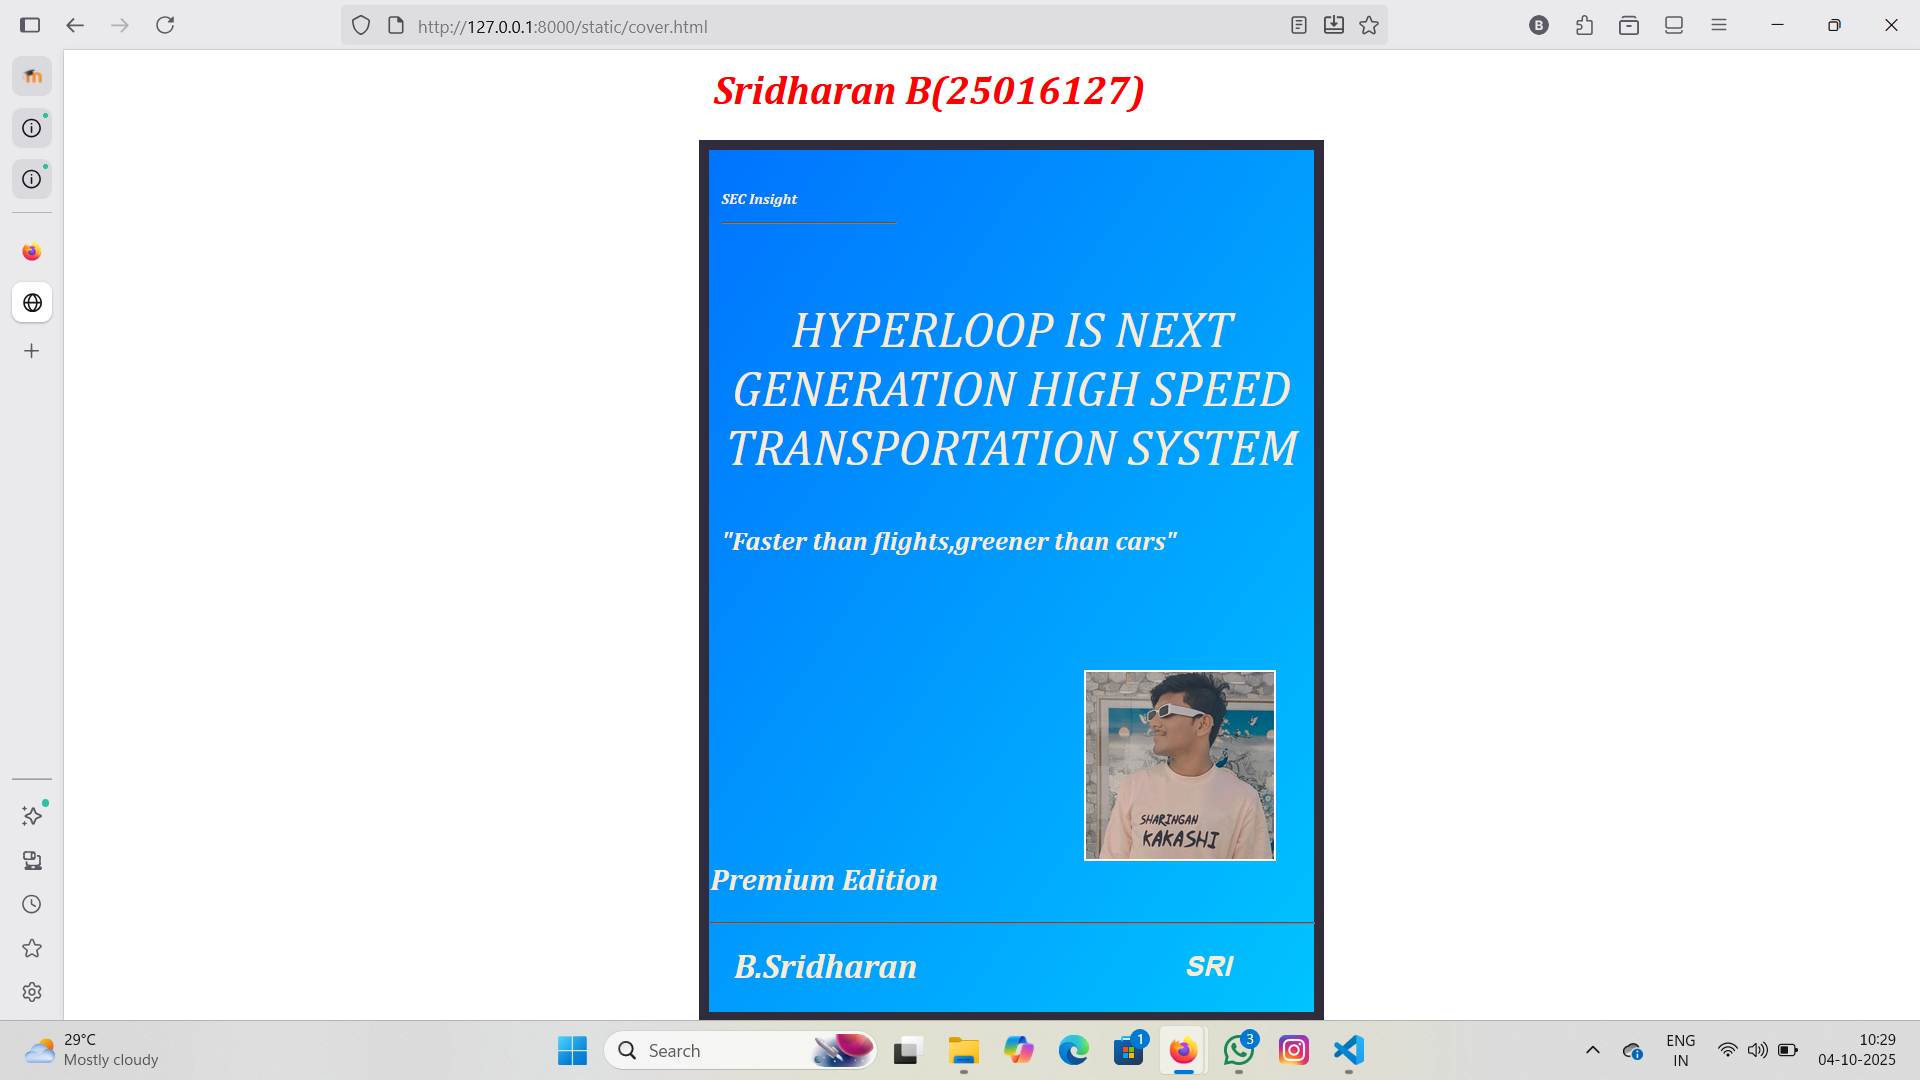 http://127.0.0.1:8000/static/cover.html
B
Sridharan B(25016127)
SEC Insight
HYPERLOOP IS NEXT
GENERATION HIGH SPEED
TRANSPORTATION SYSTEM
"Faster than flights,greener than cars"
SHARINGAN
KAKASHI
Premium Edition
B.Sridharan
SRI
29°C
Mostly cloudy
Search
1
3
ENG
IN
10:29
04-10-2025